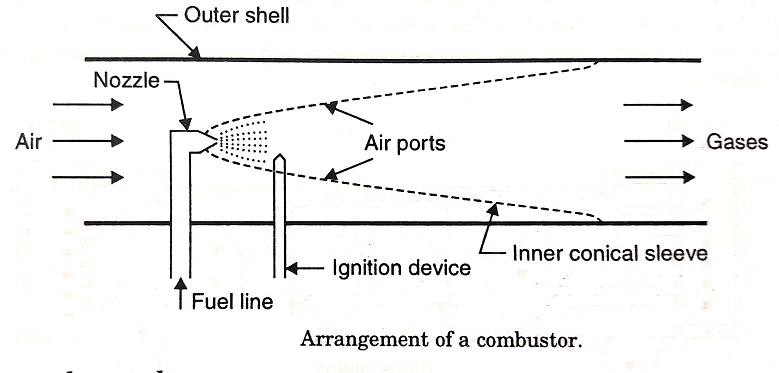 Outer shell
Nozzle
Air
Air ports
Gases
Inner conical sleeve
Ignition device
Fuel line
Arrangement of a combustor.